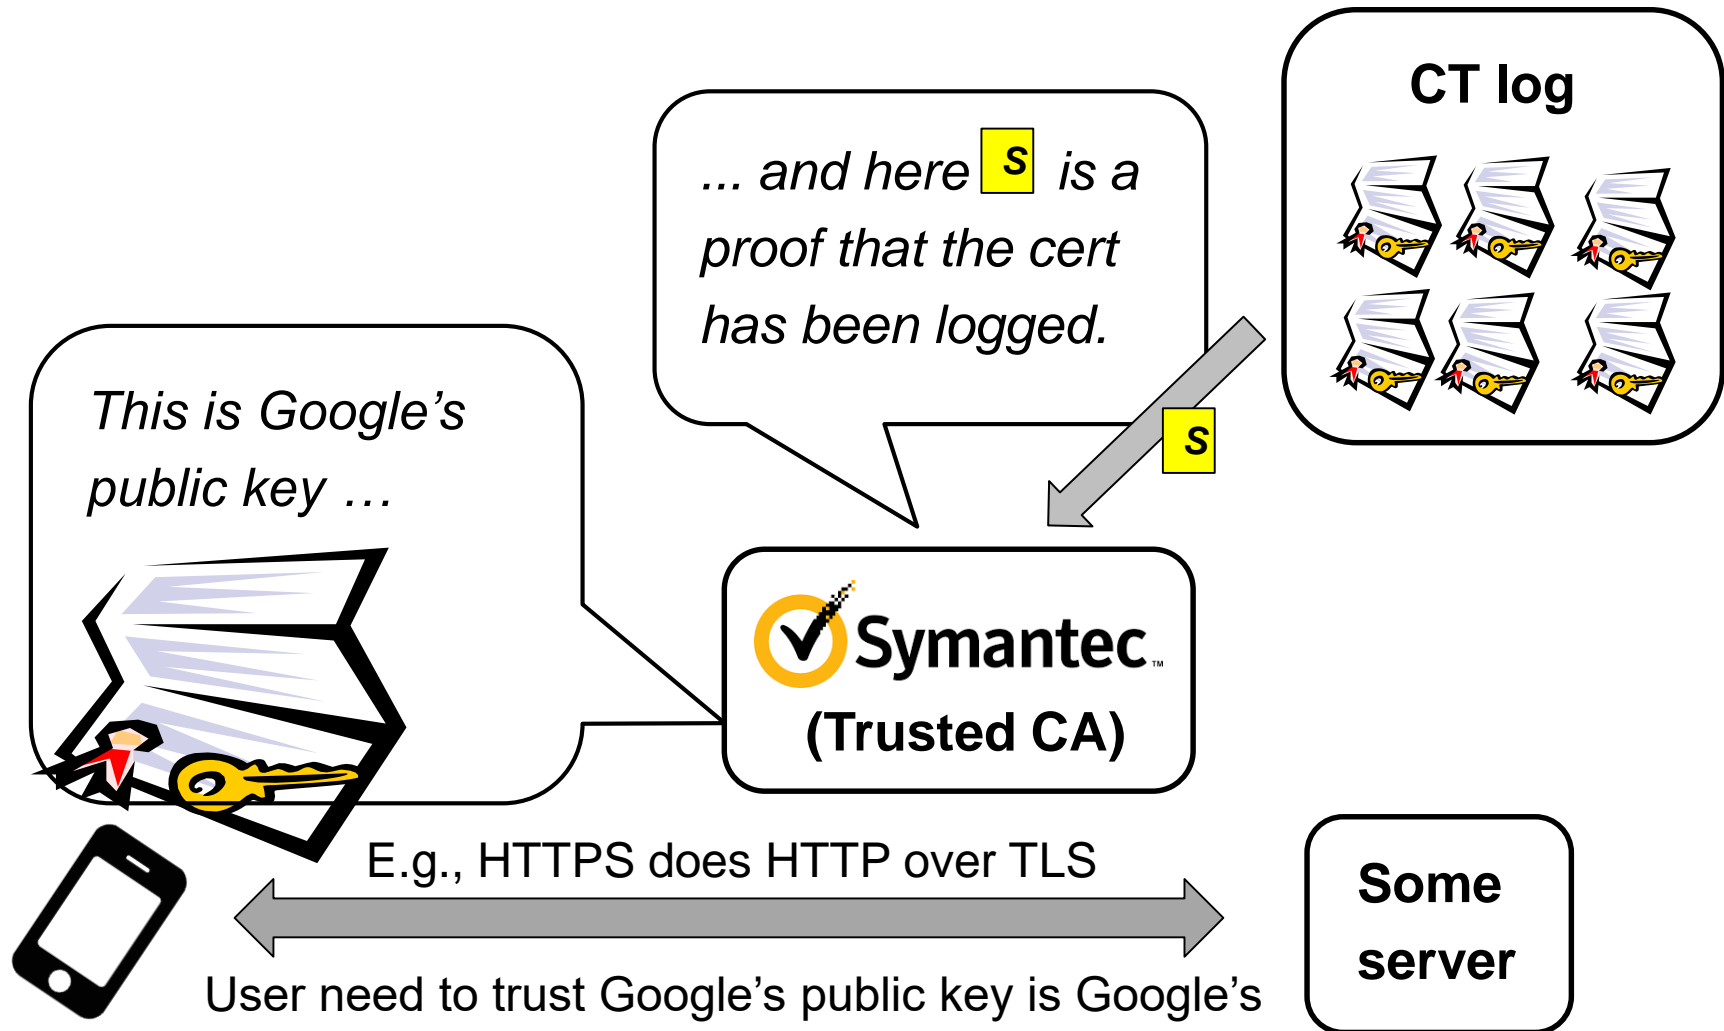 CT log
... and here S is a
proof that the cert
has been logged.
S
This is Google’s
public key …
Symantec™
(Trusted CA)
E.g., HTTPS does HTTP over TLS
User need to trust Google’s public key is Google’s
Some
server